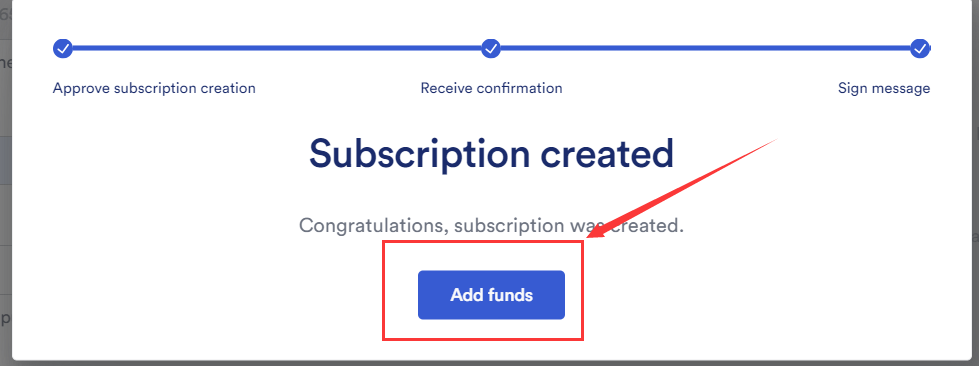 Approve subscription creation
Receive confirmation
Sign message
Subscription created
Congratulations, subscription was created.
Add funds